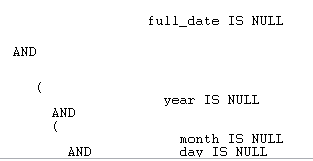 full_date IS NULL
AND
(
year IS NULL
AND
(
month IS NULL
AND day IS NULL